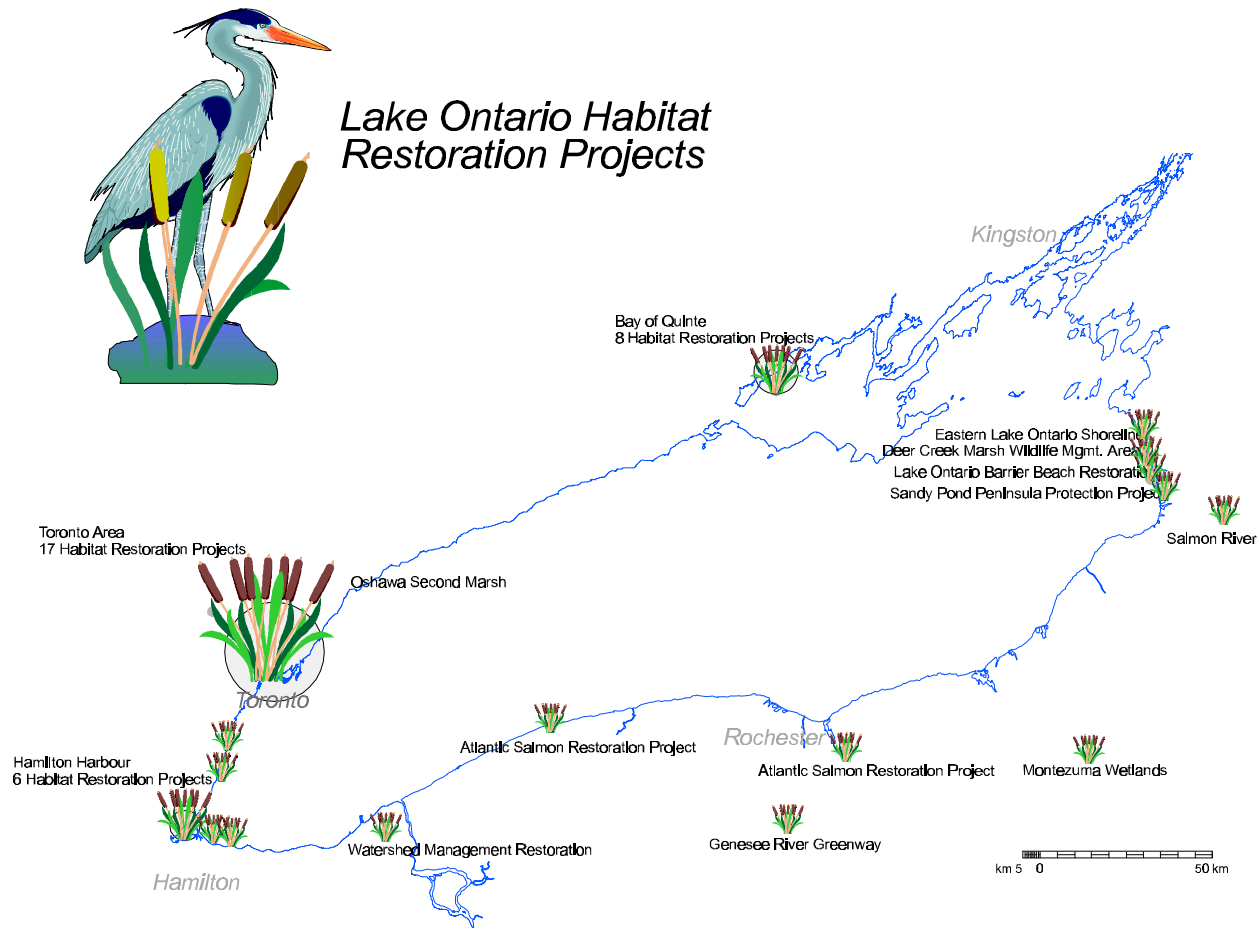 Lake Ontario Habitat
Restoration Projects
Kingston
Bay of Quinte
8 Habitat Restoration Projects
Eastern Lake Ontario Shoreline
Deer Creek Marsh Wildlife Mgmt. Area
Lake Ontario Barrier Beach Restoration
Sandy Pond Peninsula Protection Project
Salmon River
Toronto Area
17 Habitat Restoration Projects
Oshawa Second Marsh
Toronto
Atlantic Salmon Restoration Project
Rochester
Hamilton Harbour
6 Habitat Restoration Projects
Atlantic Salmon Restoration Project
Montezuma Wetlands
Watershed Management Restoration
Genesee River Greenway
Hamilton
km 5 0 50 km